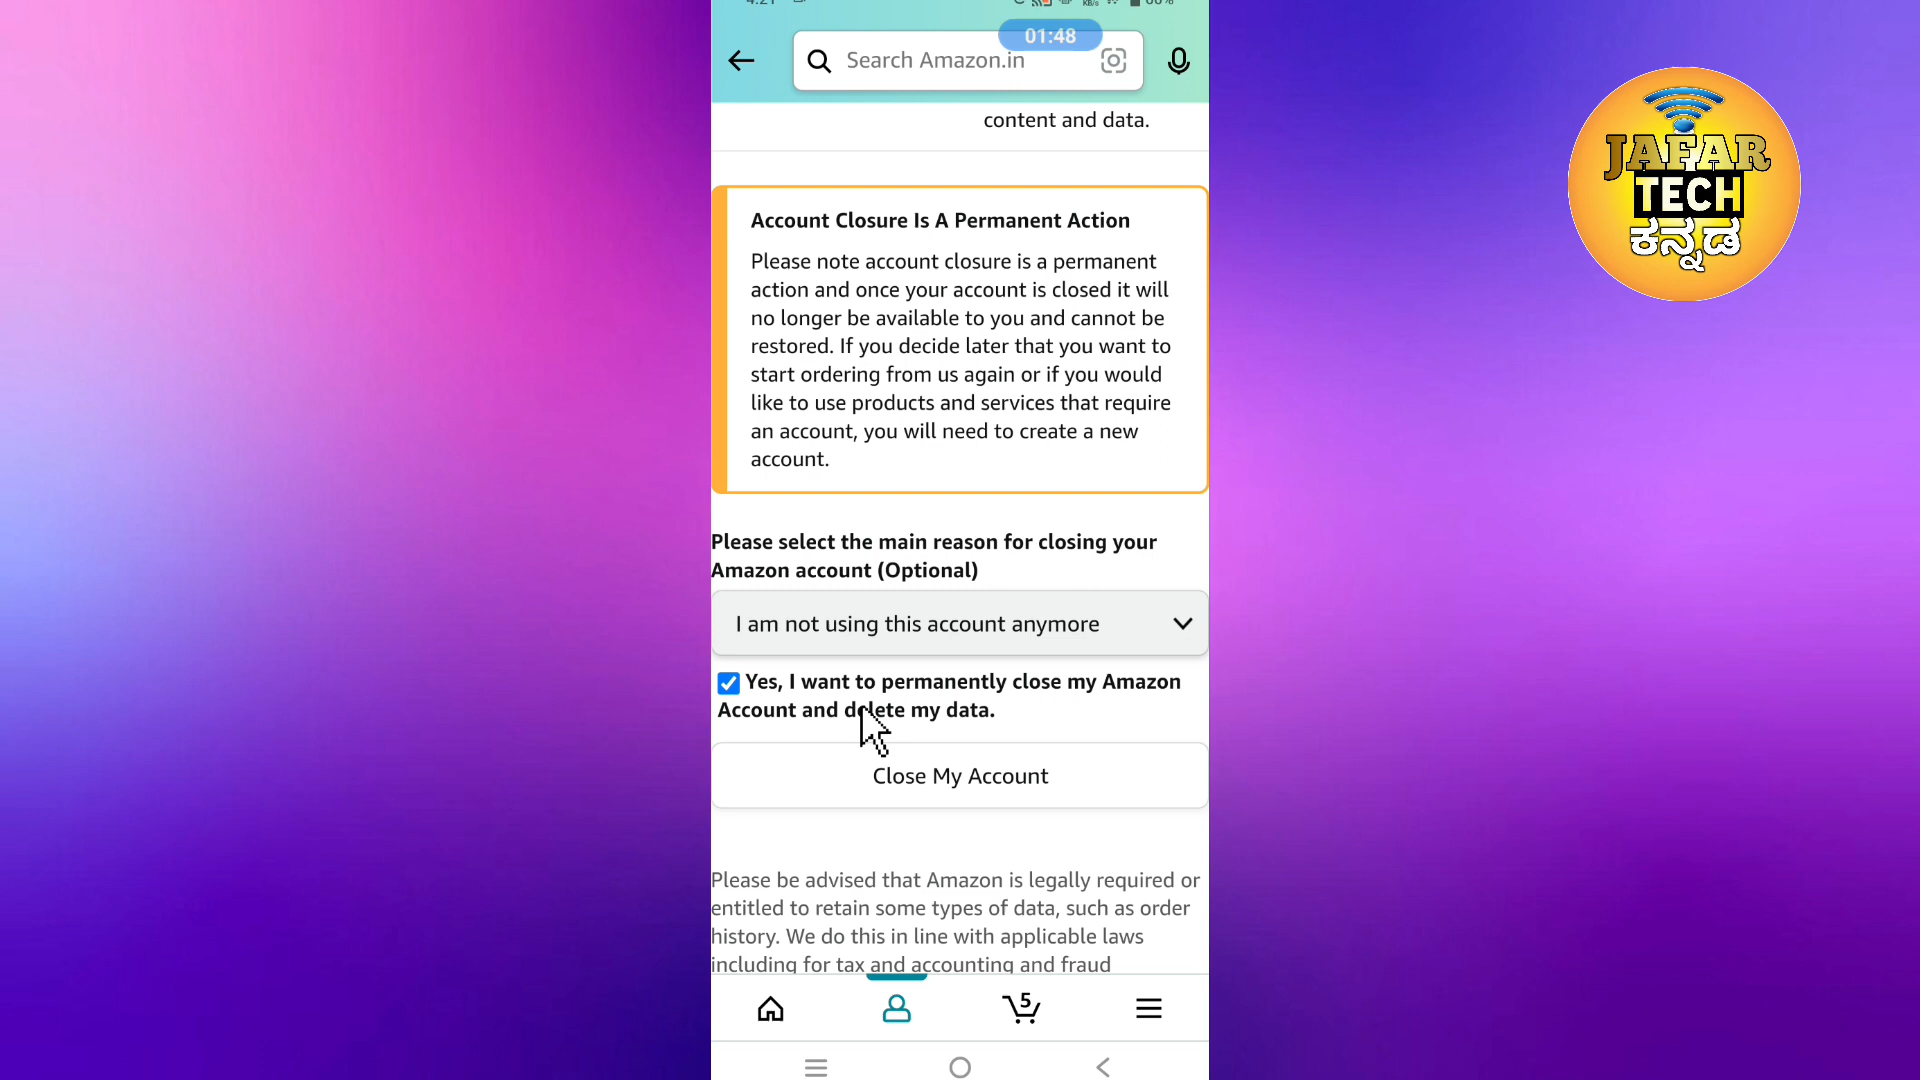 01:48
Search Amazon.in
content and data.
JAFAR
TECH
ಕನ್ನಡ
Account Closure Is A Permanent Action
Please note account closure is a permanent
action and once your account is closed it will
no longer be available to you and cannot be
restored. If you decide later that you want to
start ordering from us again or if you would
like to use products and services that require
an account, you will need to create a new
account.
Please select the main reason for closing your
Amazon account (Optional)
I am not using this account anymore
Yes, I want to permanently close my Amazon
Account and delete my data.
Close My Account
Please be advised that Amazon is legally required or
entitled to retain some types of data, such as order
history. We do this in line with applicable laws
including for tax and accounting and fraud
5